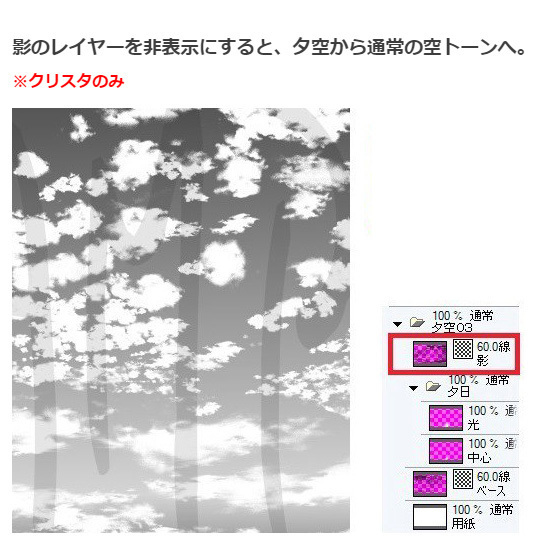 影のレイヤーを非表示にすると、夕空から通常の空トーンへ。
※クリスタのみ
100 % 通常
夕空03
60.0線
影
100 % 通常
夕日
100 % 通
光
100 % 通
中心
60.0線
ベース
100 % 通常
用紙